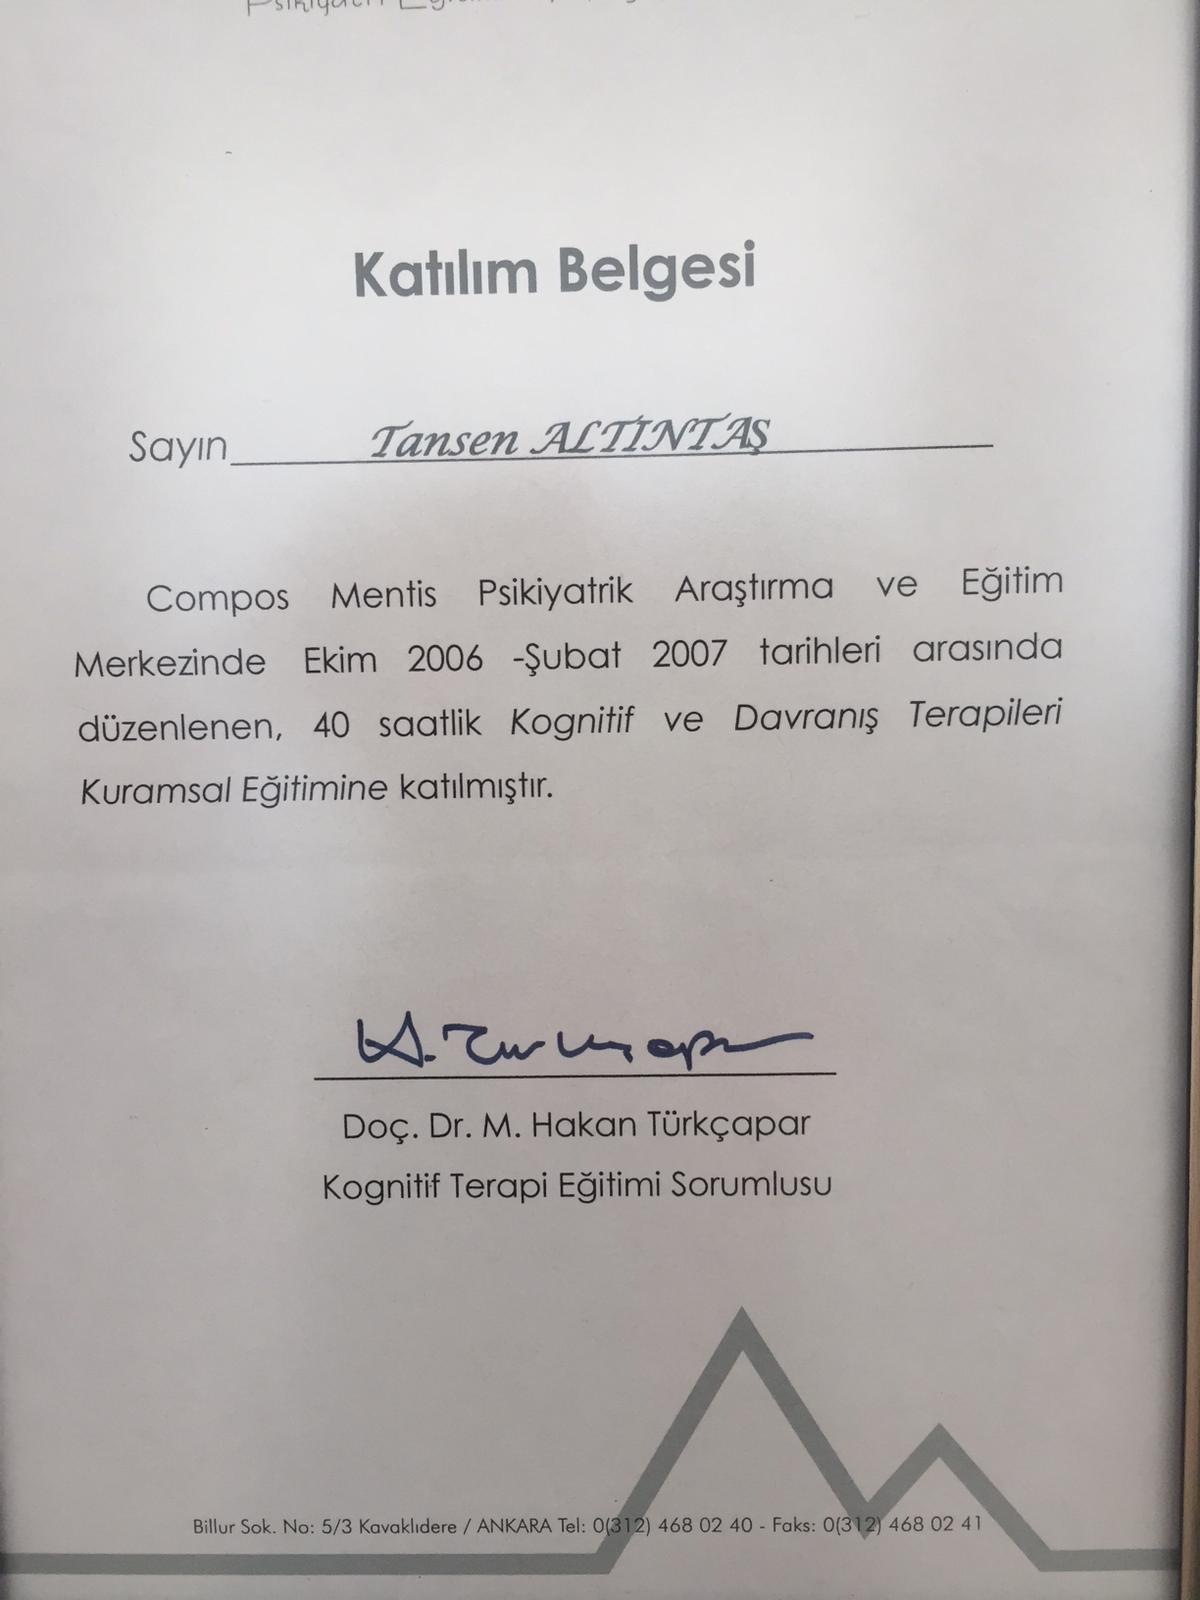 Katılım Belgesi
Sayın Tansen ALTINTAŞ
Compos Mentis Psikiyatrik Araştırma ve Eğitim
Merkezinde Ekim 2006 -Şubat 2007 tarihleri arasında
düzenlenen, 40 saatlik Kognitif ve Davranış Terapileri
Kuramsal Eğitimine katılmıştır.
Doç. Dr. M. Hakan Türkçapar
Kognitif Terapi Eğitimi Sorumlusu
Billur Sok. No: 5/3 Kavaklıdere / ANKARA Tel: 0(312) 468 02 40 - Faks: 0(312) 468 02 41